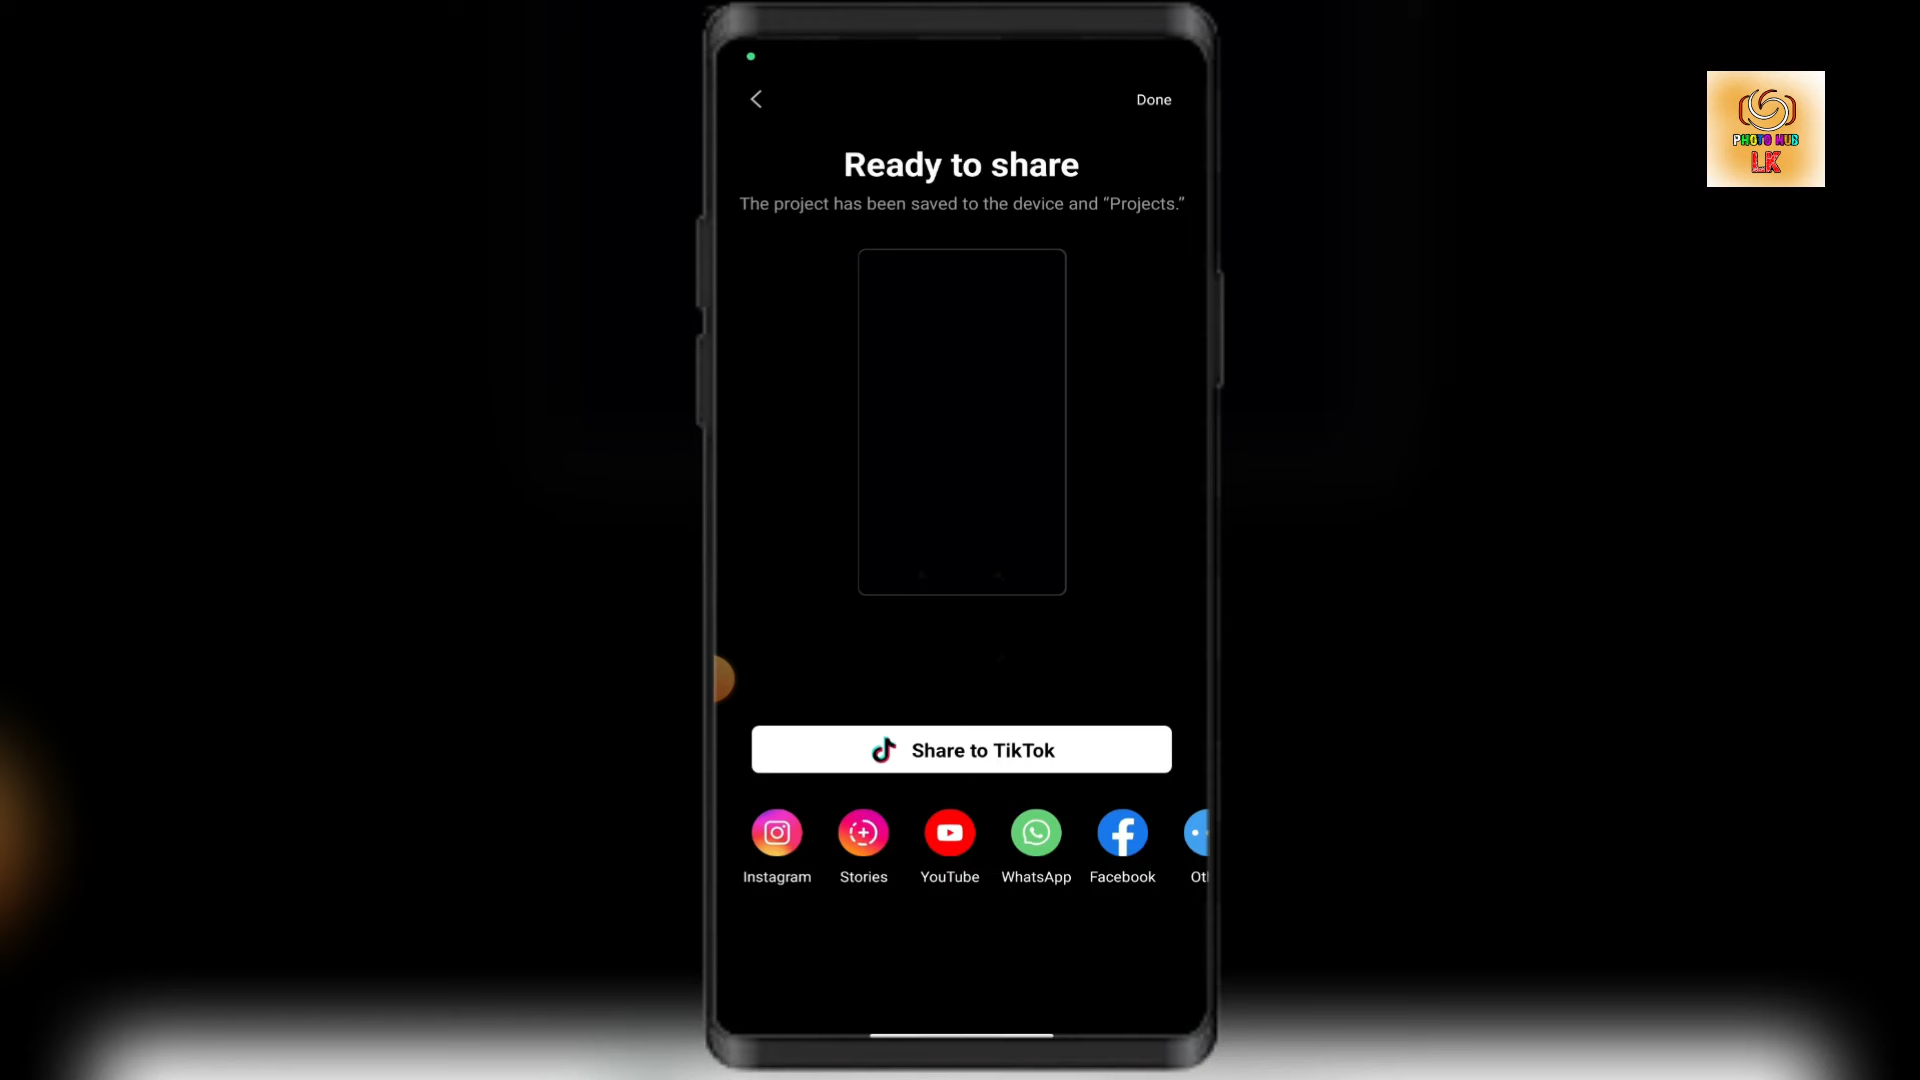 Done
PHOTO HUB
LK
Ready to share
The project has been saved to the device and “Projects.”
Share to TikTok
Instagram
Stories
YouTube
WhatsApp
Facebook